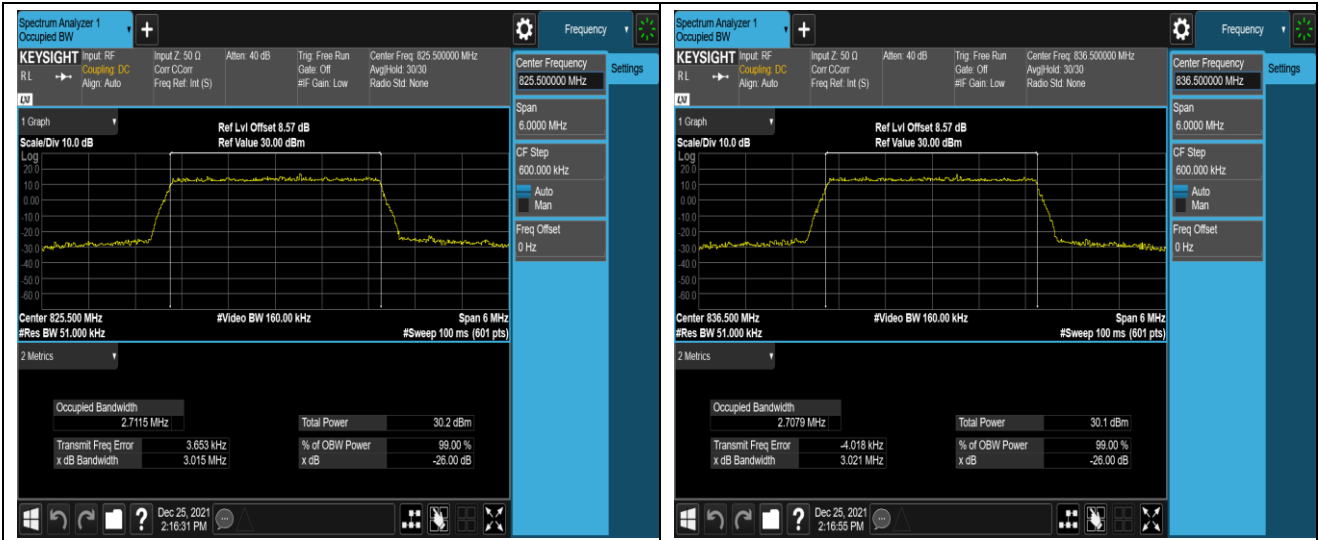 Spectrum Analyzer 1
Occupied BW
+
Frequency
KEYSIGHT
RL
LXI
Input: RF
Coupling: DC
Align: Auto
Input Z: 50 Ω
Corr CCorr
Freq Ref: Int (S)
Atten: 40 dB
Trig: Free Run
Gate: Off
#IF Gain: Low
Center Freq: 825.500000 MHz
Avg|Hold: 30/30
Radio Std: None
Center Frequency
825.500000 MHz
Settings
Span
6.0000 MHz
CF Step
600.000 kHz
Auto
Man
Freq Offset
0 Hz
1 Graph
Scale/Div 10.0 dB
Ref Lvl Offset 8.57 dB
Ref Value 30.00 dBm
Log
20.0
10.0
0.00
-10.0
-20.0
-30.0
-40.0
-50.0
-60.0
Center 825.500 MHz
#Video BW 160.00 kHz
Span 6 MHz
#Res BW 51.000 kHz
#Sweep 100 ms (601 pts)
2 Metrics
Occupied Bandwidth
2.7115 MHz
Total Power 30.2 dBm
Transmit Freq Error 3.653 kHz
% of OBW Power 99.00 %
x dB Bandwidth 3.015 MHz
x dB -26.00 dB
?
Dec 25, 2021
2:16:31 PM
Spectrum Analyzer 1
Occupied BW
+
Frequency
KEYSIGHT
RL
LXI
Input: RF
Coupling: DC
Align: Auto
Input Z: 50 Ω
Corr CCorr
Freq Ref: Int (S)
Atten: 40 dB
Trig: Free Run
Gate: Off
#IF Gain: Low
Center Freq: 836.500000 MHz
Avg|Hold: 30/30
Radio Std: None
Center Frequency
836.500000 MHz
Settings
Span
6.0000 MHz
CF Step
600.000 kHz
Auto
Man
Freq Offset
0 Hz
1 Graph
Scale/Div 10.0 dB
Ref Lvl Offset 8.57 dB
Ref Value 30.00 dBm
Log
20.0
10.0
0.00
-10.0
-20.0
-30.0
-40.0
-50.0
-60.0
Center 836.500 MHz
#Video BW 160.00 kHz
Span 6 MHz
#Res BW 51.000 kHz
#Sweep 100 ms (601 pts)
2 Metrics
Occupied Bandwidth
2.7079 MHz
Total Power 30.1 dBm
Transmit Freq Error -4.018 kHz
% of OBW Power 99.00 %
x dB Bandwidth 3.021 MHz
x dB -26.00 dB
?
Dec 25, 2021
2:16:55 PM